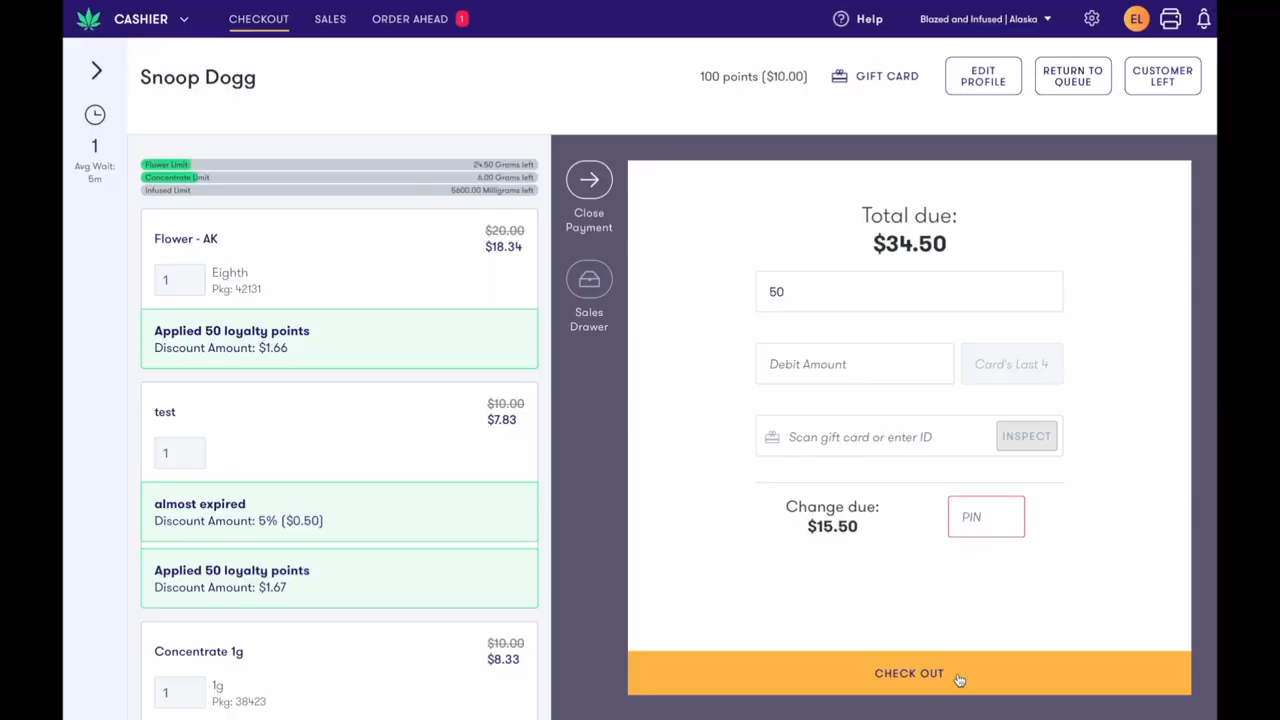 CASHIER
CHECKOUT
SALES
ORDER AHEAD 1
Help
Blazed and Infused | Alaska
EL
Snoop Dogg
100 points ($10.00)
GIFT CARD
EDIT
PROFILE
RETURN TO
QUEUE
CUSTOMER
LEFT
1
Avg Wait:
5m
Flower Limit 24.50 Grams left
Concentrate Limit 6.00 Grams left
Infused Limit 5600.00 Milligrams left
Flower - AK
$20.00
$18.34
1
Eighth
Pkg: 42131
Applied 50 loyalty points
Discount Amount: $1.66
test
$10.00
$7.83
1
almost expired
Discount Amount: 5% ($0.50)
Applied 50 loyalty points
Discount Amount: $1.67
Concentrate 1g
$10.00
$8.33
1
1g
Pkg: 38423
Close
Payment
Sales
Drawer
Total due:
$34.50
50
Debit Amount
Card's Last 4
Scan gift card or enter ID
INSPECT
Change due:
$15.50
PIN
CHECK OUT